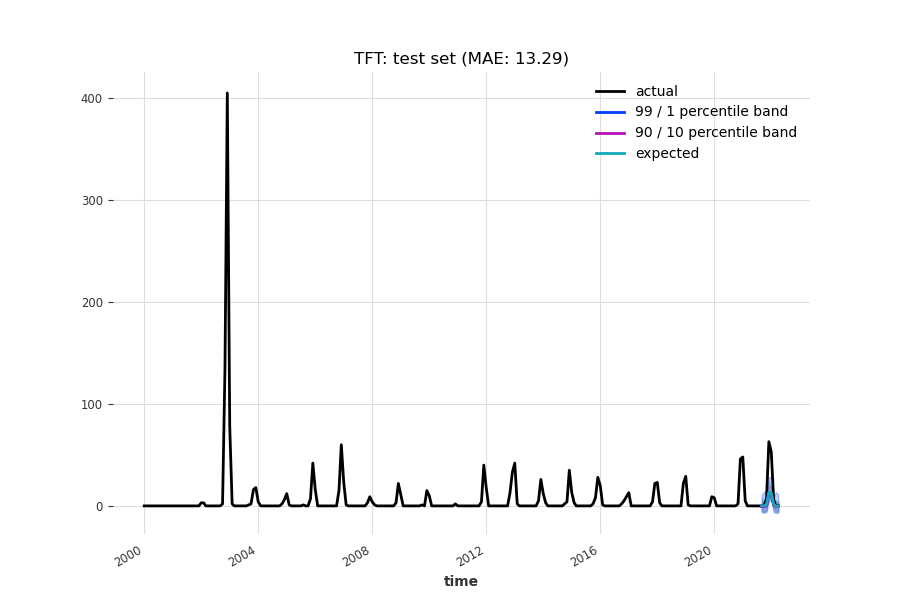 TFT: test set (MAE: 13.29)
actual
99 / 1 percentile band
90 / 10 percentile band
expected
400
300
200
100
0
2000
2004
2008
2012
2016
2020
time